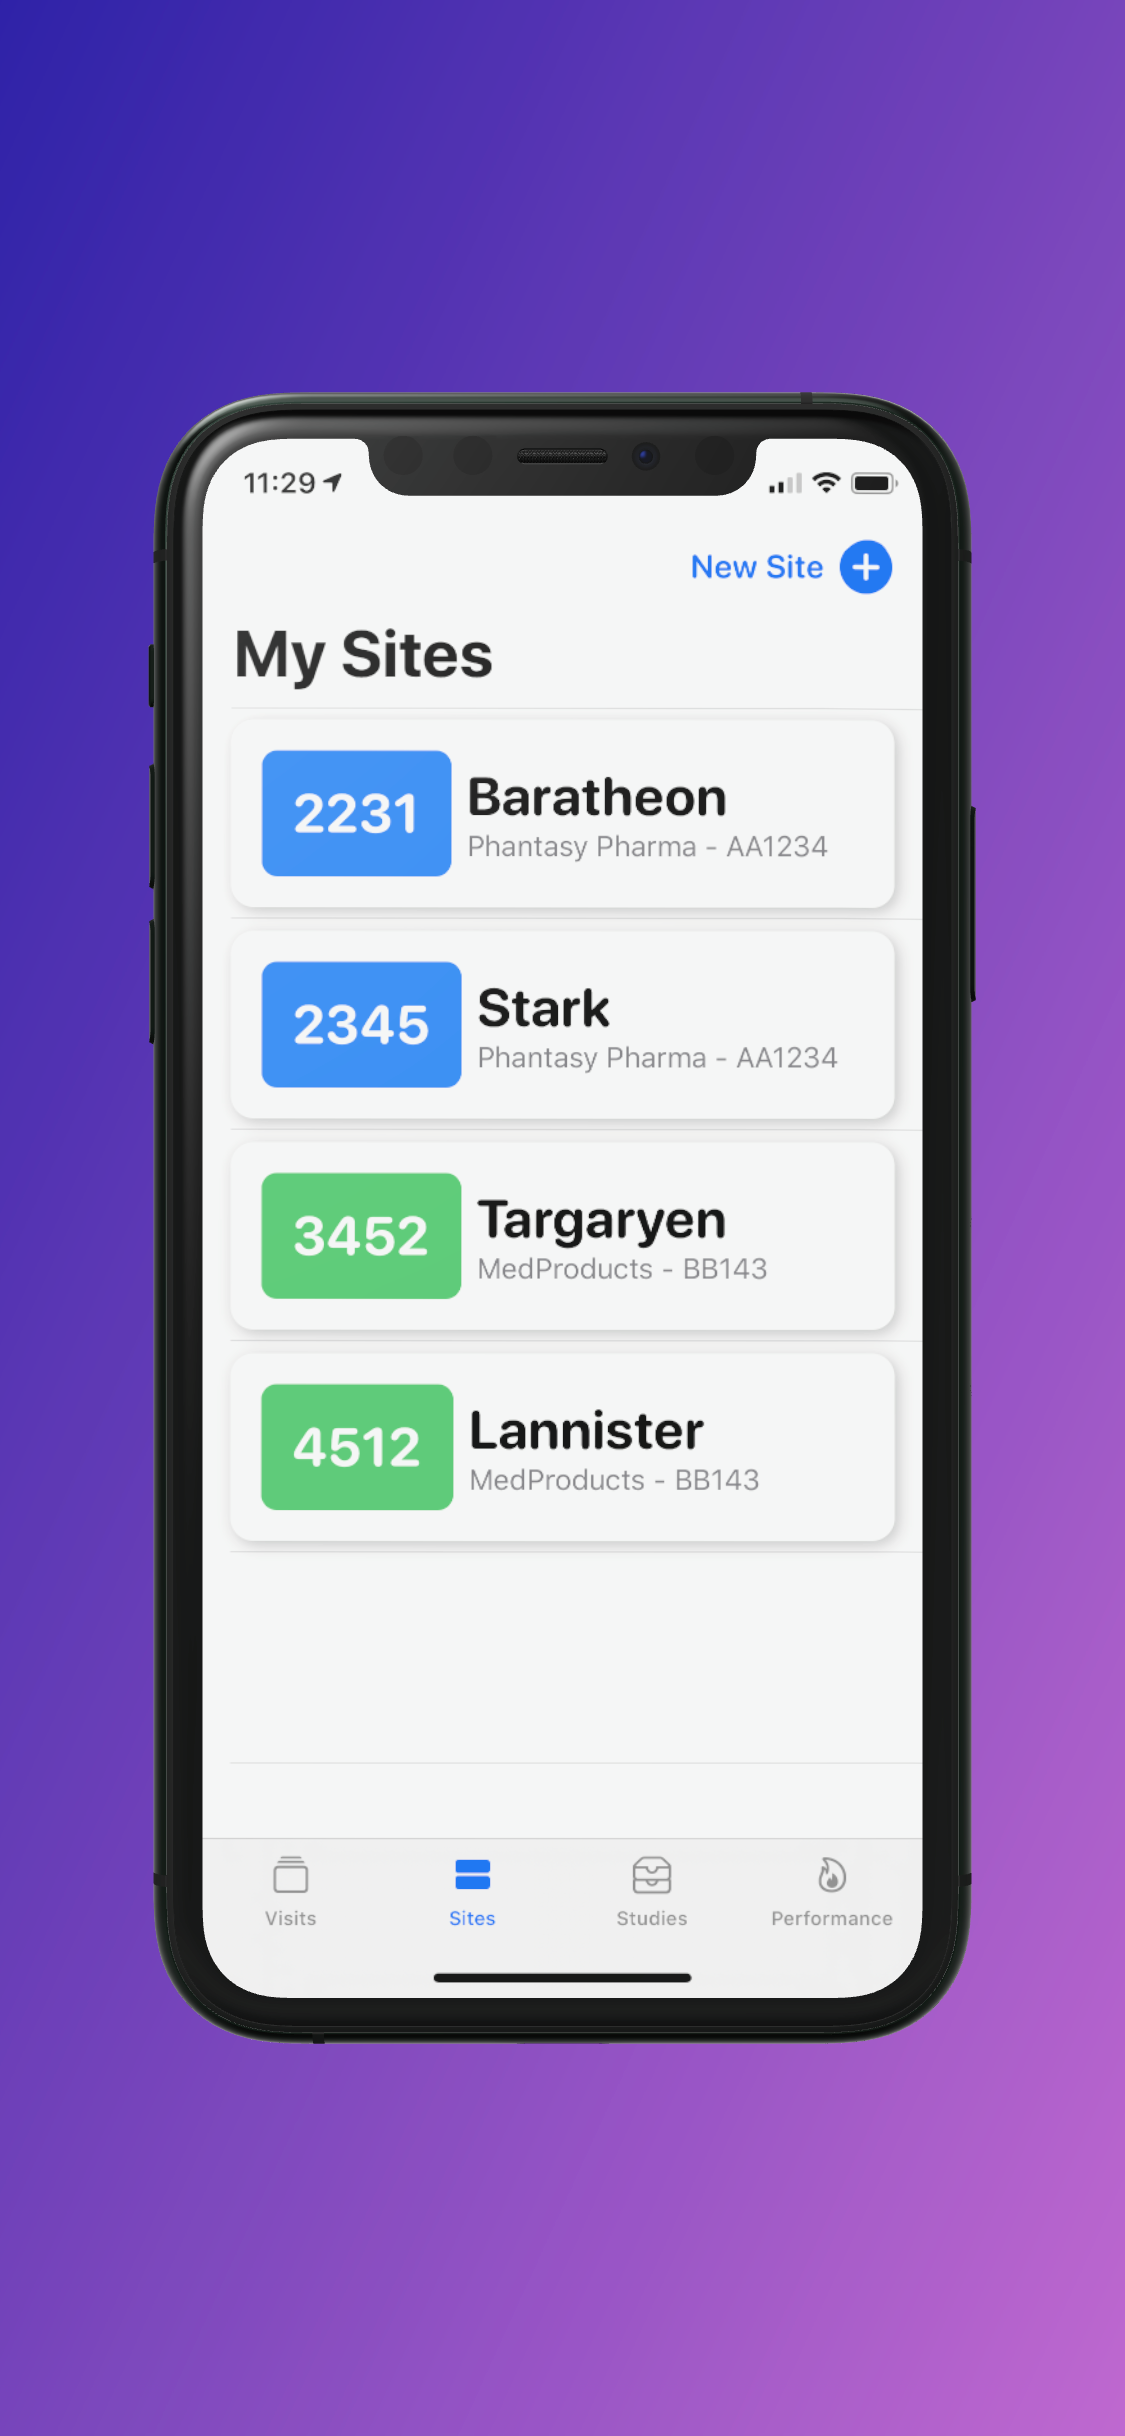 11:29
New Site
My Sites
2231
Baratheon
Phantasy Pharma - AA1234
2345
Stark
Phantasy Pharma - AA1234
3452
Targaryen
MedProducts - BB143
4512
Lannister
MedProducts - BB143
Visits
Sites
Studies
Performance